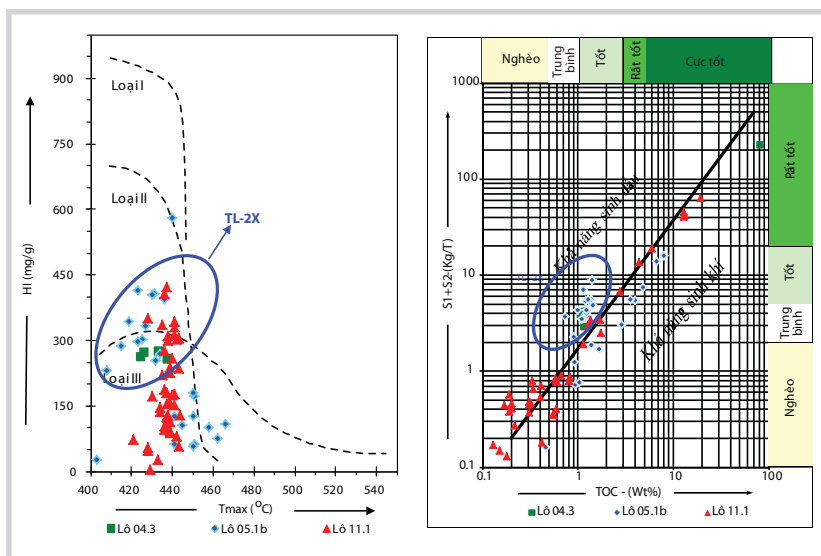 900
750
600
450
300
150
0
HI (mg/g)
Loại I
Loại II
Loại III
TL-2X
400 420 440 460 480 500 520 540
Tmax (°C)
Lô 04.3 Lô 05.1b Lô 11.1
Nghèo
Trung bình
Tốt
Rất tốt
Cực tốt
1000
100
10
1
0.1
S1+S2-(Kg/T)
Khả năng sinh dầu
Khả năng sinh khí
Rất tốt
Tốt
Trung bình
Nghèo
0.1 1 10 100
TOC - (Wt%)
Lô 04.3 Lô 05.1b Lô 11.1